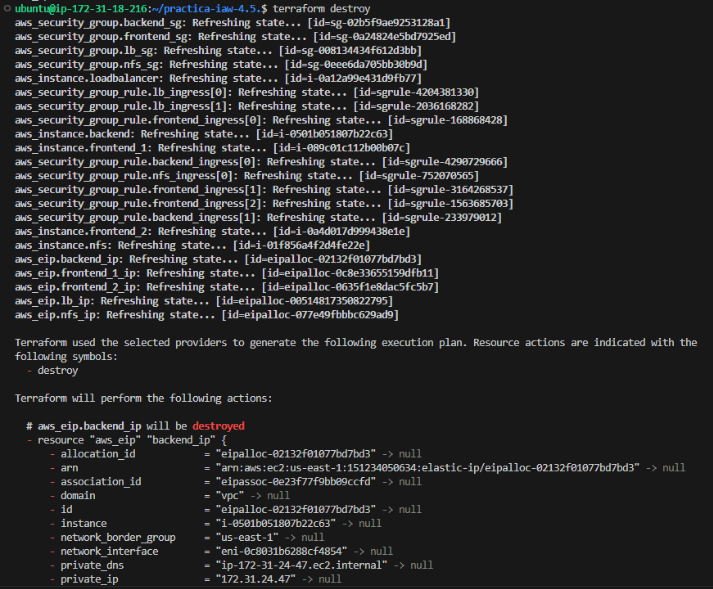 ubuntu@ip-172-31-18-216:~/practica-iaw-4.5.$ terraform destroy
aws_security_group.backend_sg: Refreshing state... [id=sg-02b5f9ae9253128a1]
aws_security_group.frontend_sg: Refreshing state... [id=sg-0a24824e5bd7925ed]
aws_security_group.lb_sg: Refreshing state... [id=sg-008134434f612d3bb]
aws_security_group.nfs_sg: Refreshing state... [id=sg-0eee6da705bb30b9d]
aws_instance.loadbalancer: Refreshing state... [id=i-0a12a99e431d9fb77]
aws_security_group_rule.lb_ingress[0]: Refreshing state... [id=sgrule-4204381330]
aws_security_group_rule.lb_ingress[1]: Refreshing state... [id=sgrule-2036168282]
aws_security_group_rule.frontend_ingress[0]: Refreshing state... [id=sgrule-168868428]
aws_instance.backend: Refreshing state... [id=i-0501b051807b22c63]
aws_instance.frontend_1: Refreshing state... [id=i-089c01c112b00b07c]
aws_security_group_rule.backend_ingress[0]: Refreshing state... [id=sgrule-4290729666]
aws_security_group_rule.nfs_ingress[0]: Refreshing state... [id=sgrule-752070565]
aws_security_group_rule.frontend_ingress[1]: Refreshing state... [id=sgrule-3164268537]
aws_security_group_rule.frontend_ingress[2]: Refreshing state... [id=sgrule-1563685703]
aws_security_group_rule.backend_ingress[1]: Refreshing state... [id=sgrule-233979012]
aws_instance.frontend_2: Refreshing state... [id=i-0a4d017d999438e1e]
aws_instance.nfs: Refreshing state... [id=i-01f856a4f2d4fe22e]
aws_eip.backend_ip: Refreshing state... [id=eipalloc-02132f01077bd7bd3]
aws_eip.frontend_1_ip: Refreshing state... [id=eipalloc-0c8e33655159dfb11]
aws_eip.frontend_2_ip: Refreshing state... [id=eipalloc-0635f1e8dac5fc5b7]
aws_eip.lb_ip: Refreshing state... [id=eipalloc-00514817350822795]
aws_eip.nfs_ip: Refreshing state... [id=eipalloc-077e49fbbbc629ad9]
Terraform used the selected providers to generate the following execution plan. Resource actions are indicated with the
following symbols:
- destroy
Terraform will perform the following actions:
# aws_eip.backend_ip will be destroyed
- resource "aws_eip" "backend_ip" {
- allocation_id = "eipalloc-02132f01077bd7bd3" -> null
- arn = "arn:aws:ec2:us-east-1:151234050634:elastic-ip/eipalloc-02132f01077bd7bd3" -> null
- association_id = "eipassoc-0e23f77f9bb09ccfd" -> null
- domain = "vpc" -> null
- id = "eipalloc-02132f01077bd7bd3" -> null
- instance = "i-0501b051807b22c63" -> null
- network_border_group = "us-east-1" -> null
- network_interface = "eni-0c8031b6288cf4854" -> null
- private_dns = "ip-172-31-24-47.ec2.internal" -> null
- private_ip = "172.31.24.47" -> null